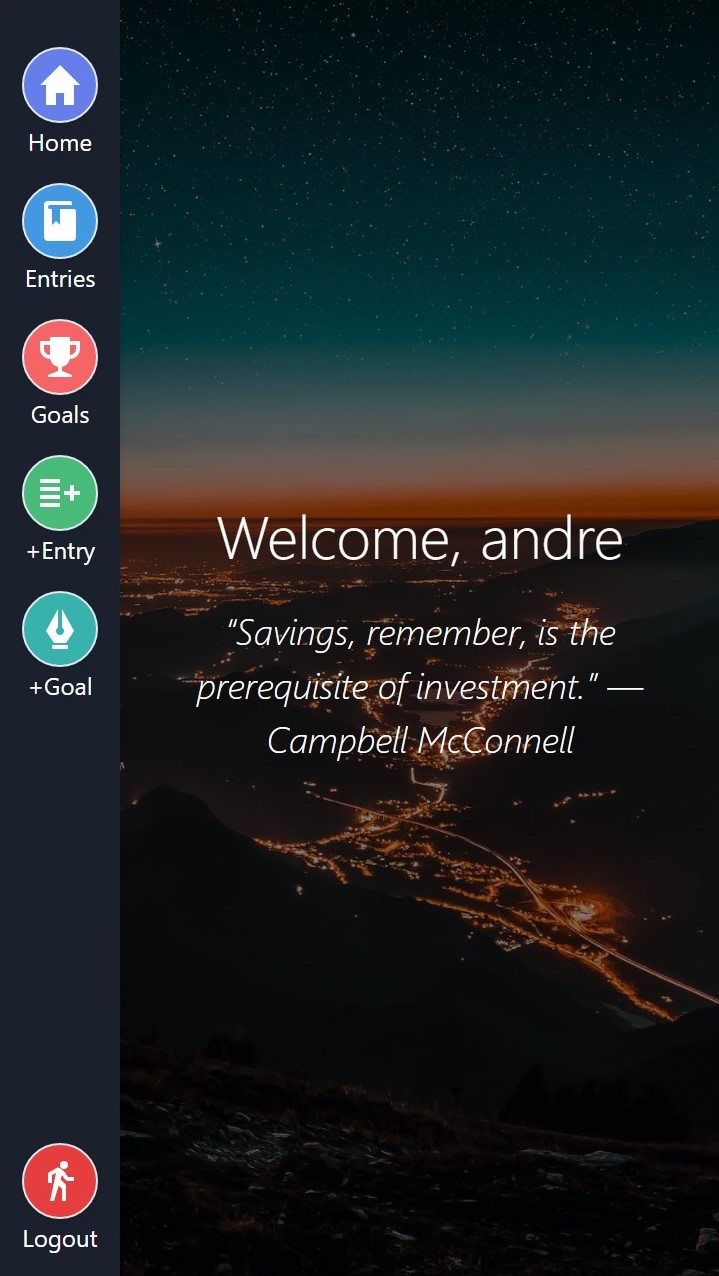 Home
Entries
Goals
+Entry
+Goal
Logout
Welcome, andre
“Savings, remember, is the
prerequisite of investment.” —
Campbell McConnell